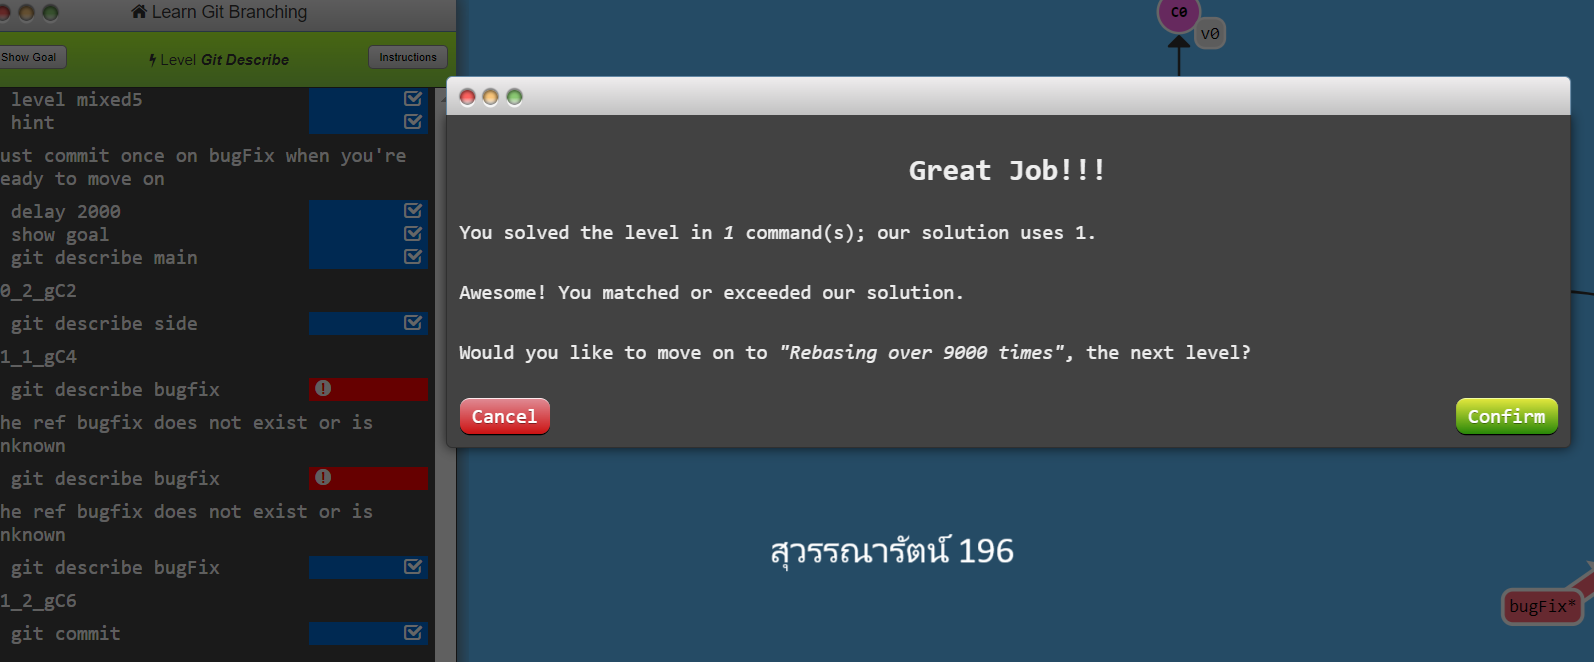 Learn Git Branching
Show Goal
Level Git Describe
Instructions
level mixed5
hint
ust commit once on bugFix when you're
eady to move on
delay 2000
show goal
git describe main
0_2_gC2
git describe side
1_1_gC4
git describe bugfix
he ref bugfix does not exist or is
nknown
git describe bugfix
he ref bugfix does not exist or is
nknown
git describe bugFix
1_2_gC6
git commit
C0
v0
Great Job!!!
You solved the level in 1 command(s); our solution uses 1.
Awesome! You matched or exceeded our solution.
Would you like to move on to "Rebasing over 9000 times", the next level?
Cancel
Confirm
สุวรรณารัตน์ 196
bugFix*